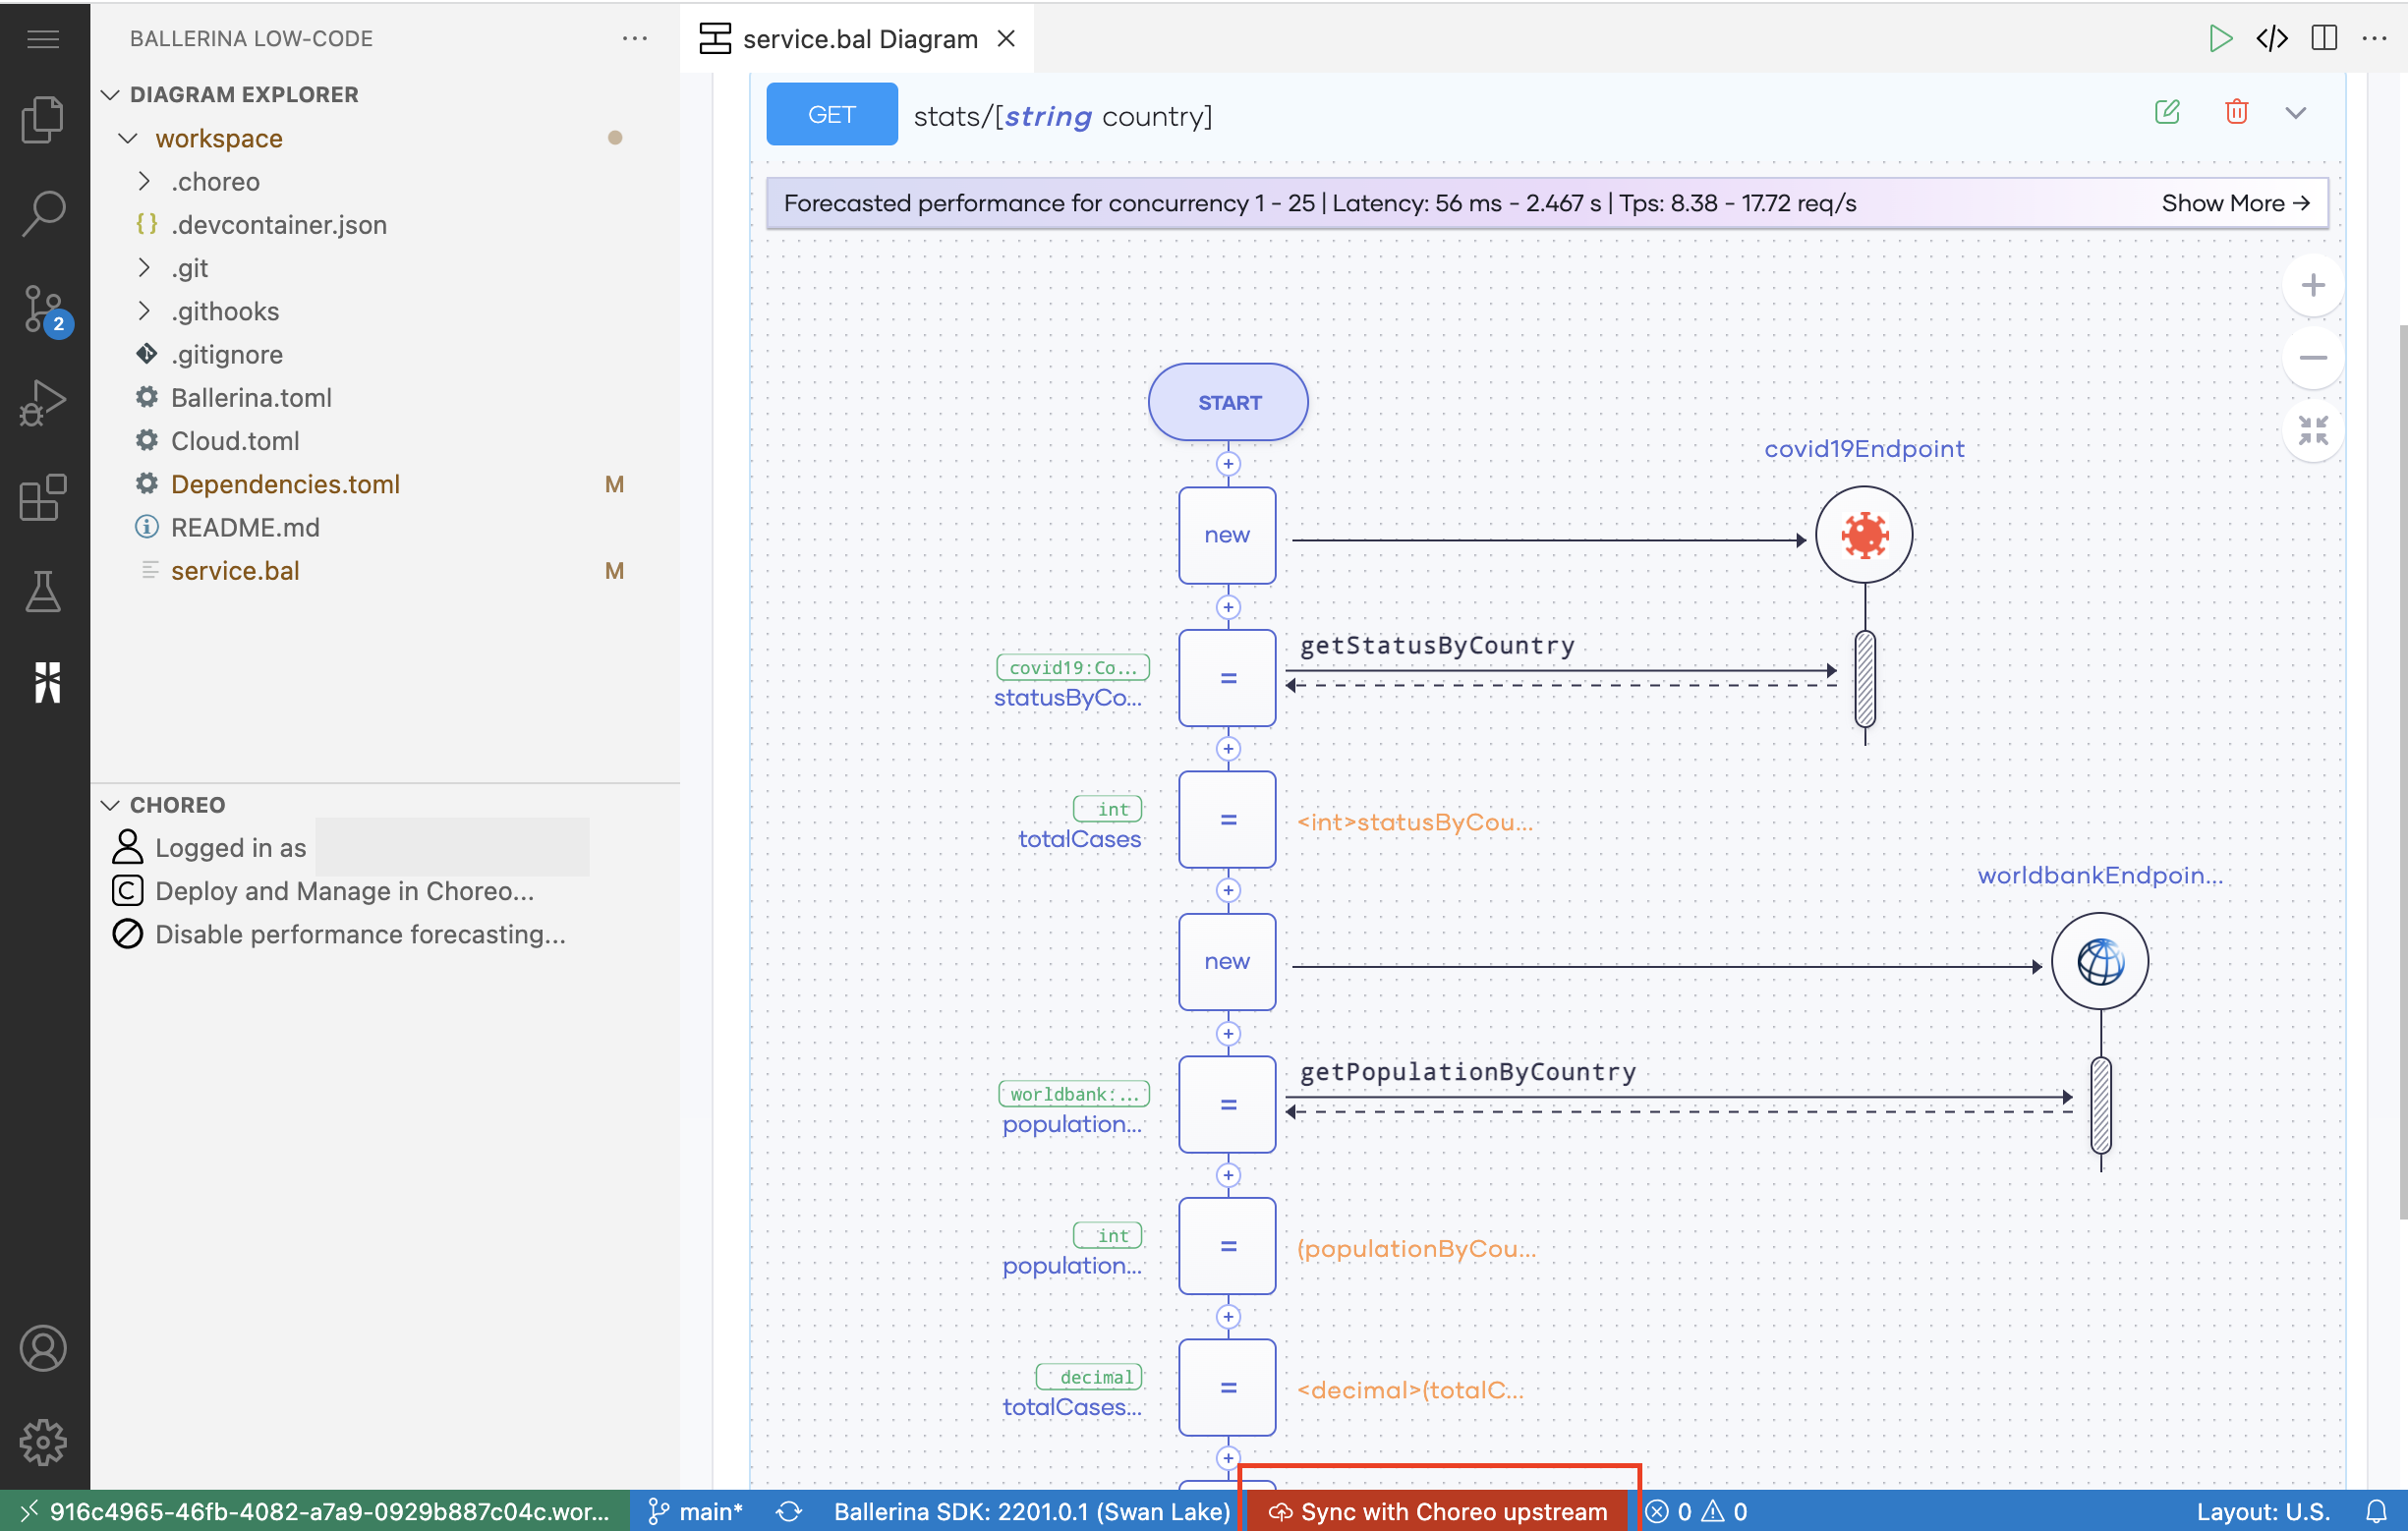 BALLERINA LOW-CODE
service.bal Diagram
DIAGRAM EXPLORER
workspace
.choreo
{} .devcontainer.json
.git
.githooks
.gitignore
Ballerina.toml
Cloud.toml
Dependencies.toml M
README.md
service.bal M
2
CHOREO
Logged in as
Deploy and Manage in Choreo...
Disable performance forecasting...
GET stats/[string country]
Forecasted performance for concurrency 1 - 25 | Latency: 56 ms - 2.467 s | Tps: 8.38 - 17.72 req/s Show More →
START
covid19Endpoint
new
getStatusByCountry
covid19:Co...
statusByCo...
=
int
totalCases
=
<int>statusByCou...
worldbankEndpoin...
new
getPopulationByCountry
worldbank:...
population...
=
int
population...
=
(populationByCou...
decimal
totalCases...
=
<decimal>(totalC...
916c4965-46fb-4082-a7a9-0929b887c04c.wor... main* Ballerina SDK: 2201.0.1 (Swan Lake) Sync with Choreo upstream 0 0 Layout: U.S.